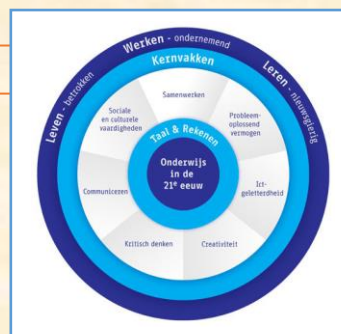 Werken - ondernemend
Leven - betrokken
Leren - nieuwsgierig
Kernvakken
Samenwerken
Probleem-
oplossend
vermogen
Ict-
geletterdheid
Creativiteit
Kritisch denken
Communiceren
Sociale
en culturele
vaardigheden
Taal & Rekenen
Onderwijs
in de
21e eeuw